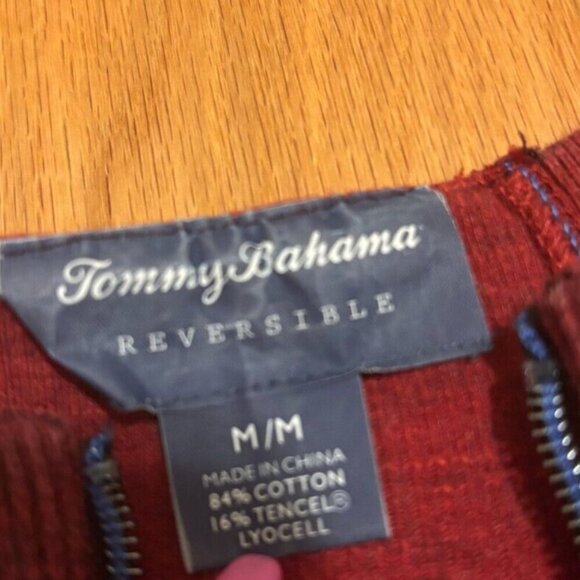 Tommy Bahama
REVERSIBLE
M/M
MADE IN CHINA
84% COTTON
16% TENCEL®
LYOCELL